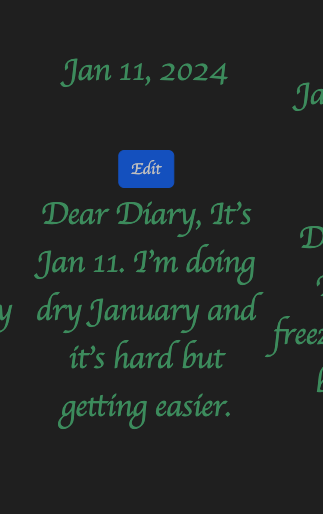 Jan 11, 2024
Ja
Edit
Dear Diary, It's
D
Jan 11. I'm doing
y
dry January and
freez
it's hard but
b
getting easier.